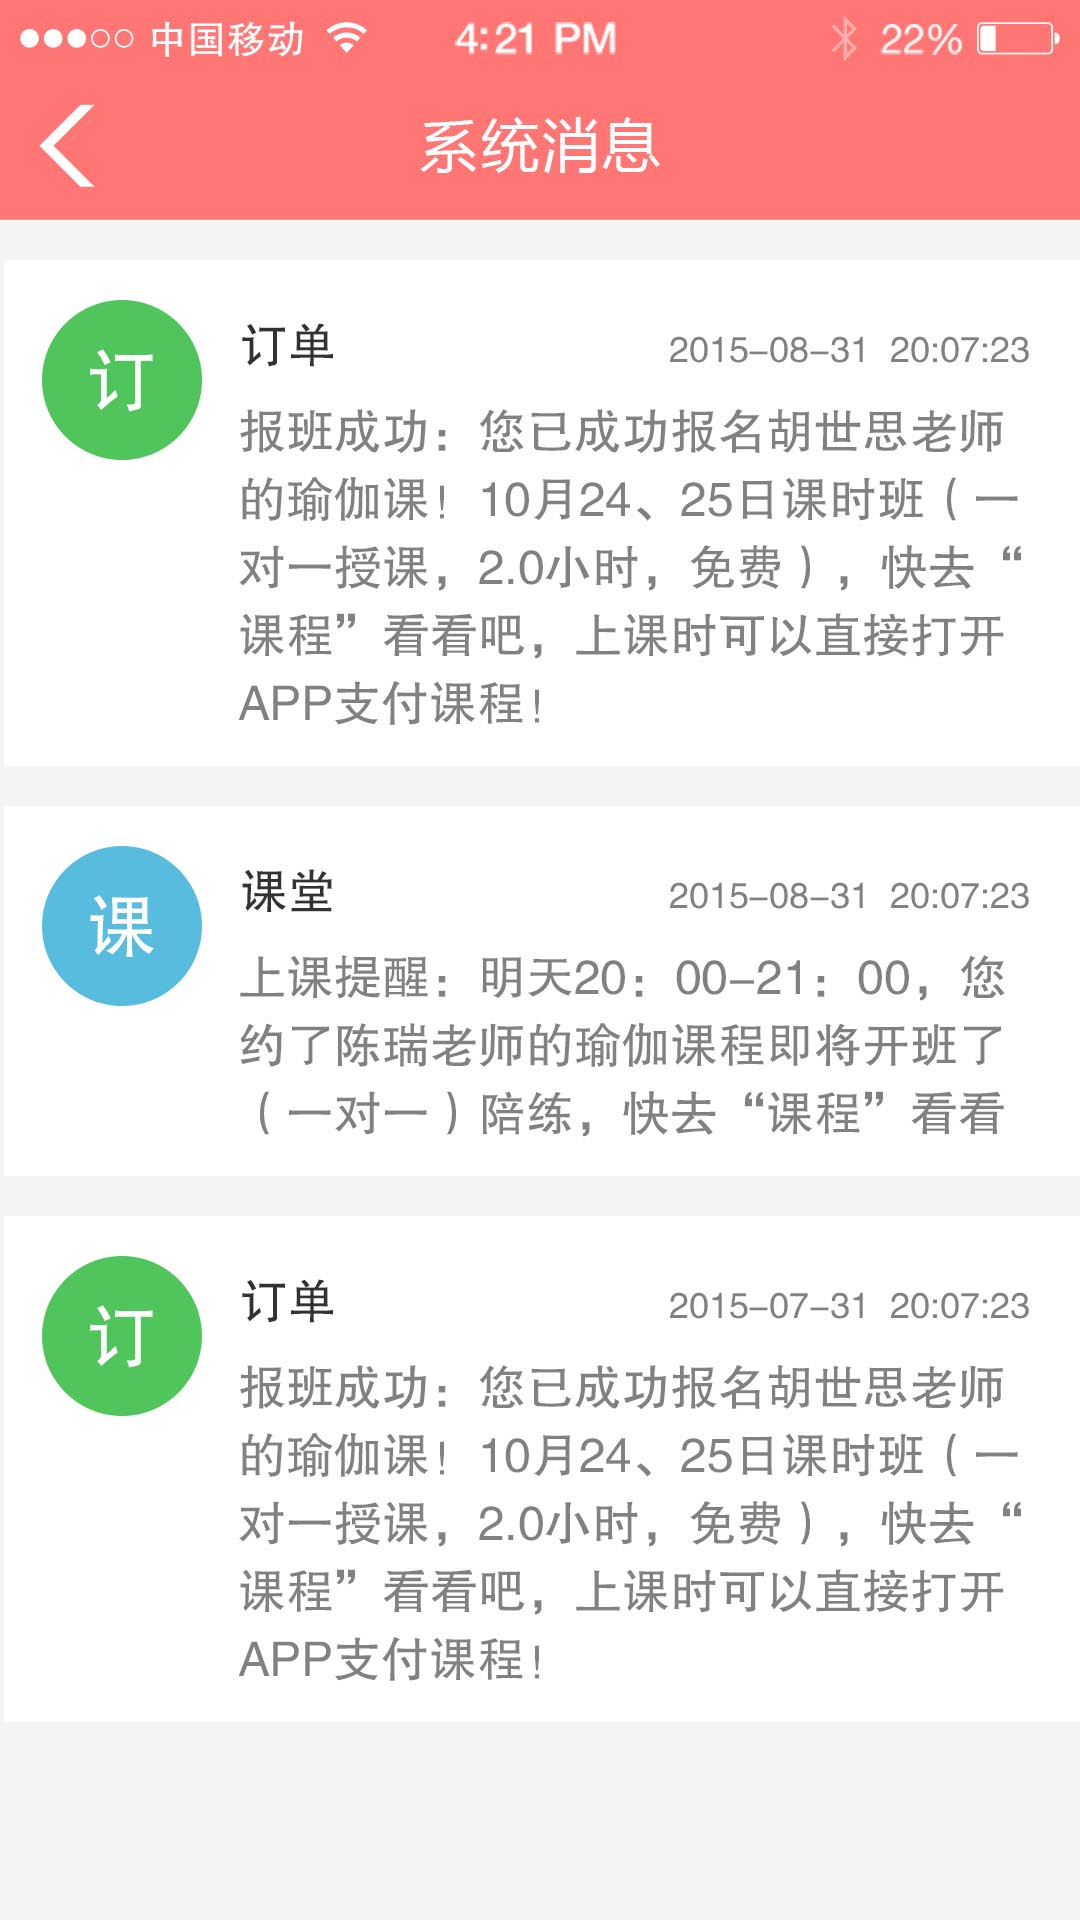 中国移动 4:21 PM 22%
系统消息
订 订单 2015-08-31 20:07:23
报班成功：您已成功报名胡世思老师
的瑜伽课！10月24、25日课时班（一
对一授课，2.0小时，免费），快去“
课程”看看吧，上课时可以直接打开
APP支付课程！
课 课堂 2015-08-31 20:07:23
上课提醒：明天20：00-21：00，您
约了陈瑞老师的瑜伽课程即将开班了
（一对一）陪练，快去“课程”看看
订 订单 2015-07-31 20:07:23
报班成功：您已成功报名胡世思老师
的瑜伽课！10月24、25日课时班（一
对一授课，2.0小时，免费），快去“
课程”看看吧，上课时可以直接打开
APP支付课程！